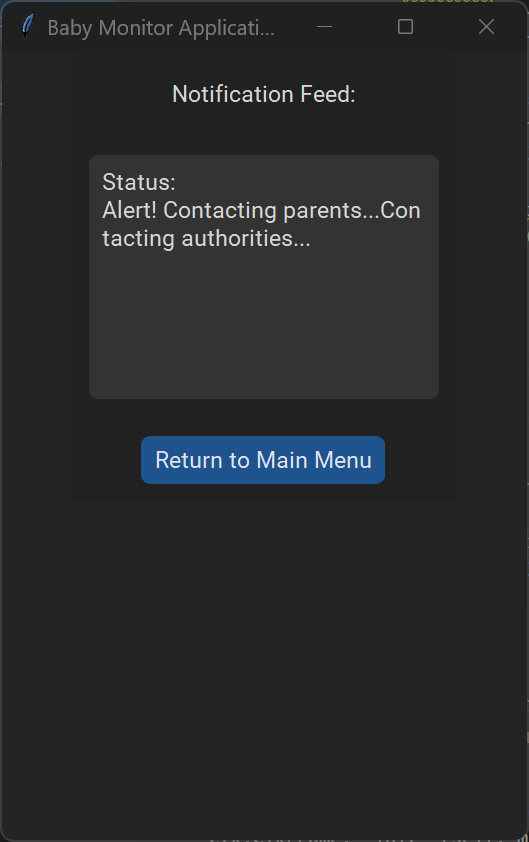 Baby Monitor Applicati...
Notification Feed:
Status:
Alert! Contacting parents...Con
tacting authorities...
Return to Main Menu